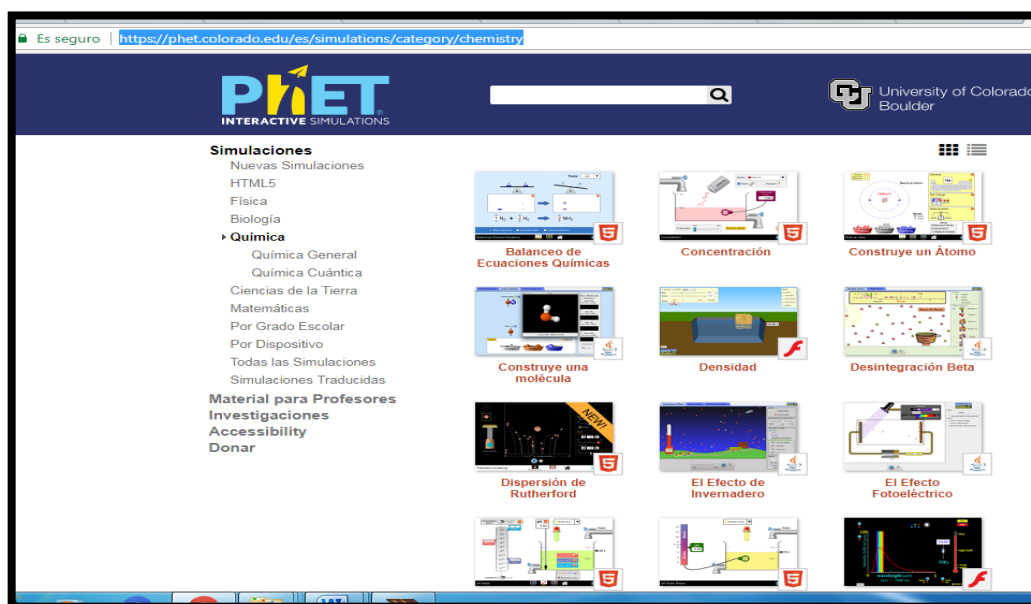 Es seguro | https://phet.colorado.edu/es/simulations/category/chemistry
PhET
INTERACTIVE SIMULATIONS
CU
University of Colorado
Boulder
Simulaciones
Nuevas Simulaciones
HTML5
Física
Biología
Química
Química General
Química Cuántica
Ciencias de la Tierra
Matemáticas
Por Grado Escolar
Por Dispositivo
Todas las Simulaciones
Simulaciones Traducidas
Material para Profesores
Investigaciones
Accessibility
Donar
Balanceo de
Ecuaciones Químicas
Concentración
Construye un Átomo
Construye una
molécula
Densidad
Desintegración Beta
NEW!
Dispersión de
Rutherford
El Efecto de
Invernadero
El Efecto
Fotoeléctrico